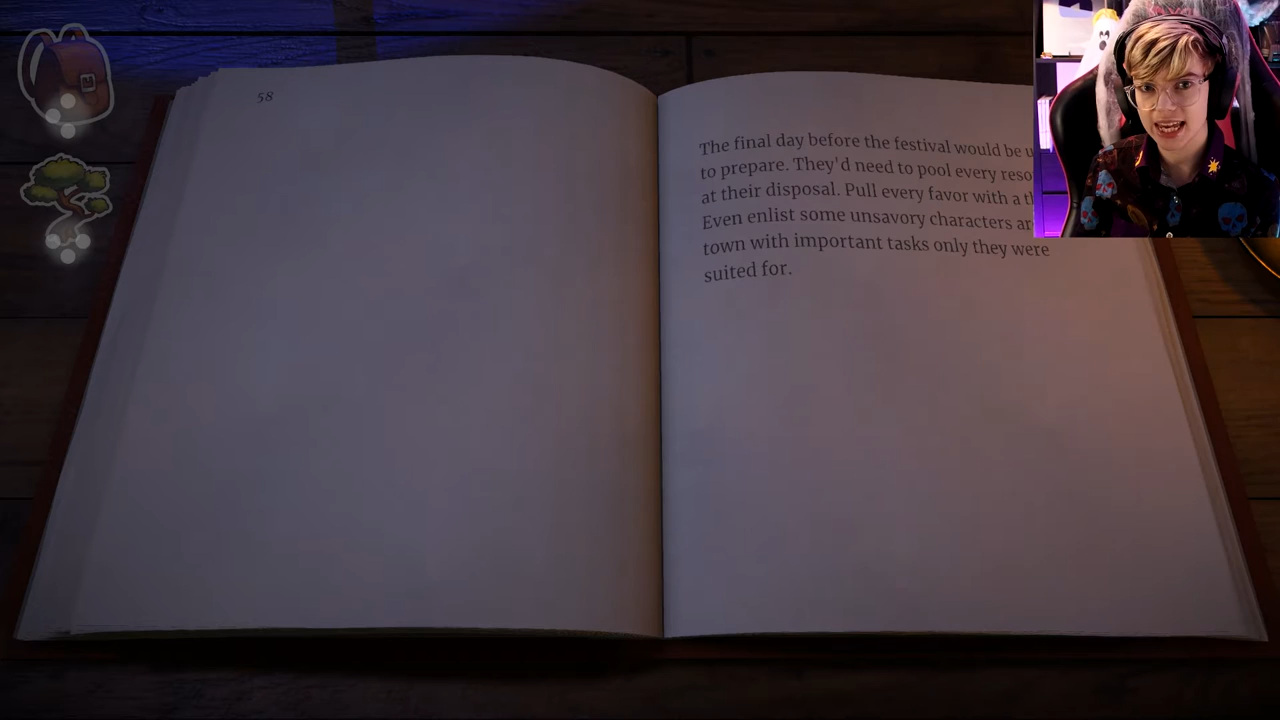 58
The final day before the festival would be
to prepare. They'd need to pool every
at their disposal. Pull every favor with a
Even enlist some unsavory characters
town with important tasks only they were
suited for.